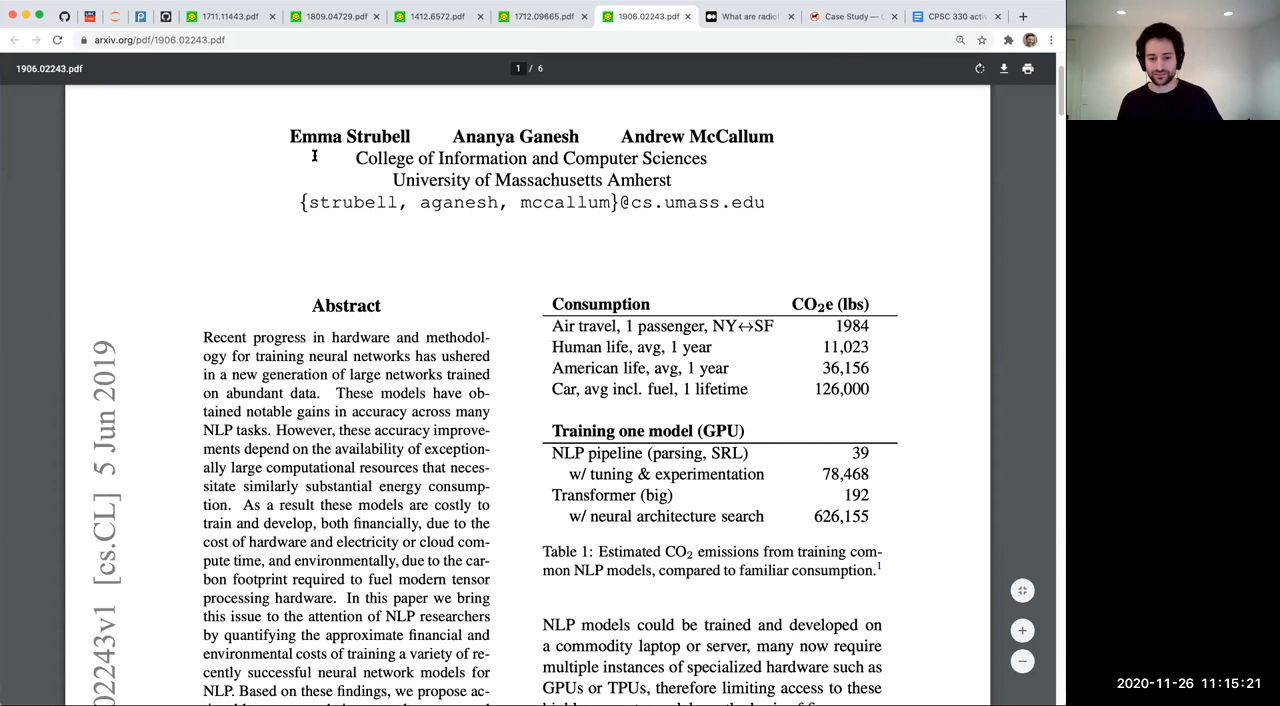 1711.11443.pdf
1809.04729.pdf
1412.6572.pdf
1712.09665.pdf
1906.02243.pdf
What are radio
Case Study —
CPSC 330 acti
arxiv.org/pdf/1906.02243.pdf
1906.02243.pdf
1 / 6
Emma Strubell Ananya Ganesh Andrew McCallum
College of Information and Computer Sciences
University of Massachusetts Amherst
{strubell, aganesh, mccallum}@cs.umass.edu
02243v1 [cs.CL] 5 Jun 2019
Abstract
Recent progress in hardware and methodol-
ogy for training neural networks has ushered
in a new generation of large networks trained
on abundant data. These models have ob-
tained notable gains in accuracy across many
NLP tasks. However, these accuracy improve-
ments depend on the availability of exception-
ally large computational resources that neces-
sitate similarly substantial energy consump-
tion. As a result these models are costly to
train and develop, both financially, due to the
cost of hardware and electricity or cloud com-
pute time, and environmentally, due to the car-
bon footprint required to fuel modern tensor
processing hardware. In this paper we bring
this issue to the attention of NLP researchers
by quantifying the approximate financial and
environmental costs of training a variety of re-
cently successful neural network models for
NLP. Based on these findings, we propose ac-
Consumption CO2e (lbs)
Air travel, 1 passenger, NY↔SF 1984
Human life, avg, 1 year 11,023
American life, avg, 1 year 36,156
Car, avg incl. fuel, 1 lifetime 126,000
Training one model (GPU)
NLP pipeline (parsing, SRL) 39
w/ tuning & experimentation 78,468
Transformer (big) 192
w/ neural architecture search 626,155
Table 1: Estimated CO2 emissions from training com-
mon NLP models, compared to familiar consumption.1
NLP models could be trained and developed on
a commodity laptop or server, many now require
multiple instances of specialized hardware such as
GPUs or TPUs, therefore limiting access to these
2020-11-26 11:15:21